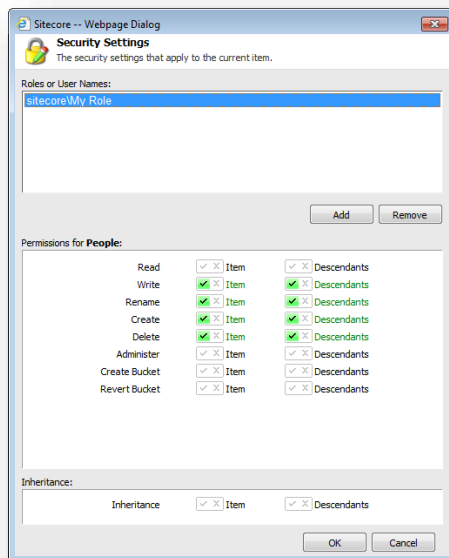 Sitecore -- Webpage Dialog
Security Settings
The security settings that apply to the current item.
Roles or User Names:
sitecore\My Role
Add Remove
Permissions for People:
Read Item Descendants
Write Item Descendants
Rename Item Descendants
Create Item Descendants
Delete Item Descendants
Administer Item Descendants
Create Bucket Item Descendants
Revert Bucket Item Descendants
Inheritance:
Inheritance Item Descendants
OK Cancel